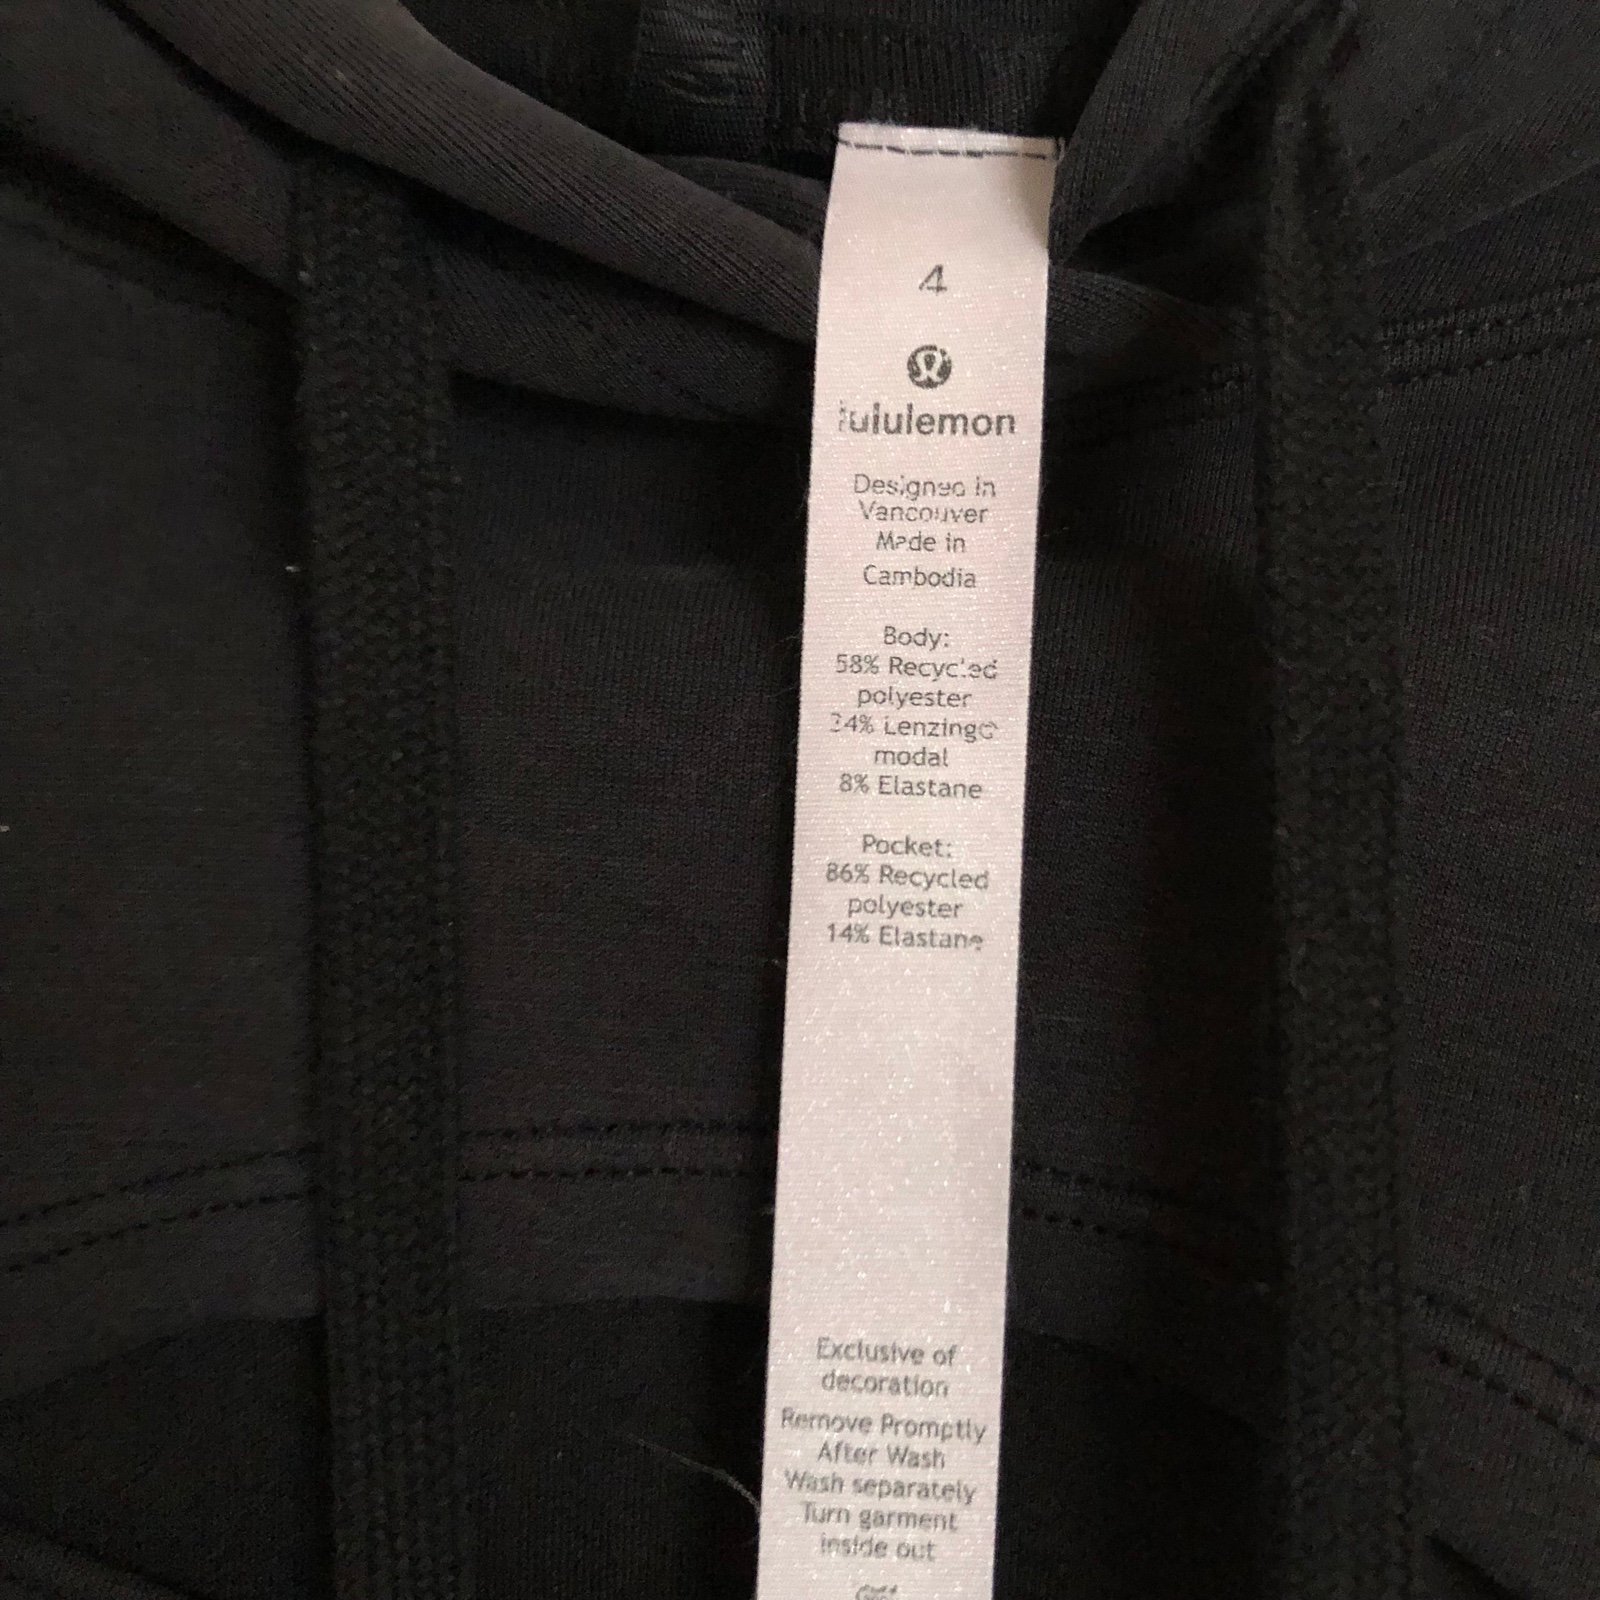 4
lululemon
Designed in
Vancouver
Made in
Cambodia
Body:
58% Recycled
polyester
34% Lenzing®
modal
8% Elastane
Pocket:
86% Recycled
polyester
14% Elastane
Exclusive of
decoration
Remove Promptly
After Wash
Wash separately
Turn garment
inside out